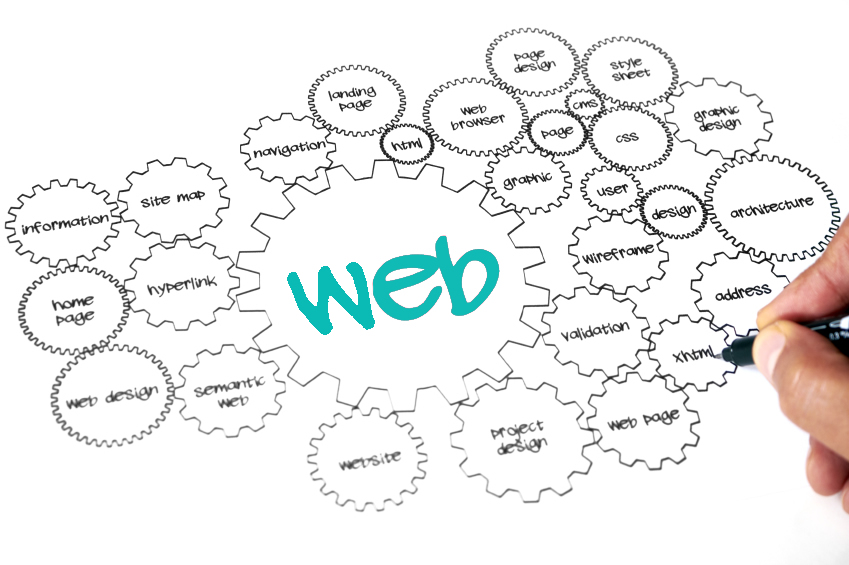 page
design
style
sheet
landing
page
web
browser
cms
graphic
design
navigation
html
page
css
site map
graphic
user
information
design
architecture
hyperlink
wireframe
web
home
page
address
validation
xhtml
web design
semantic
web
project
design
web page
website